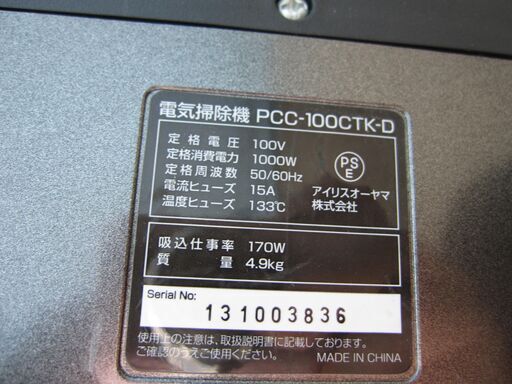 電気掃除機 PCC-100CTK-D
定格電圧 100V
定格消費電力 1000W
定格周波数 50/60Hz
電流ヒューズ 15A
温度ヒューズ 133℃
PS
E
アイリスオーヤマ
株式会社
吸込仕事率 170W
質量 4.9kg
Serial No: 131003836
使用上の注意は、取扱説明書に記載しております。
ご確認のうえご使用ください。 MADE IN CHINA